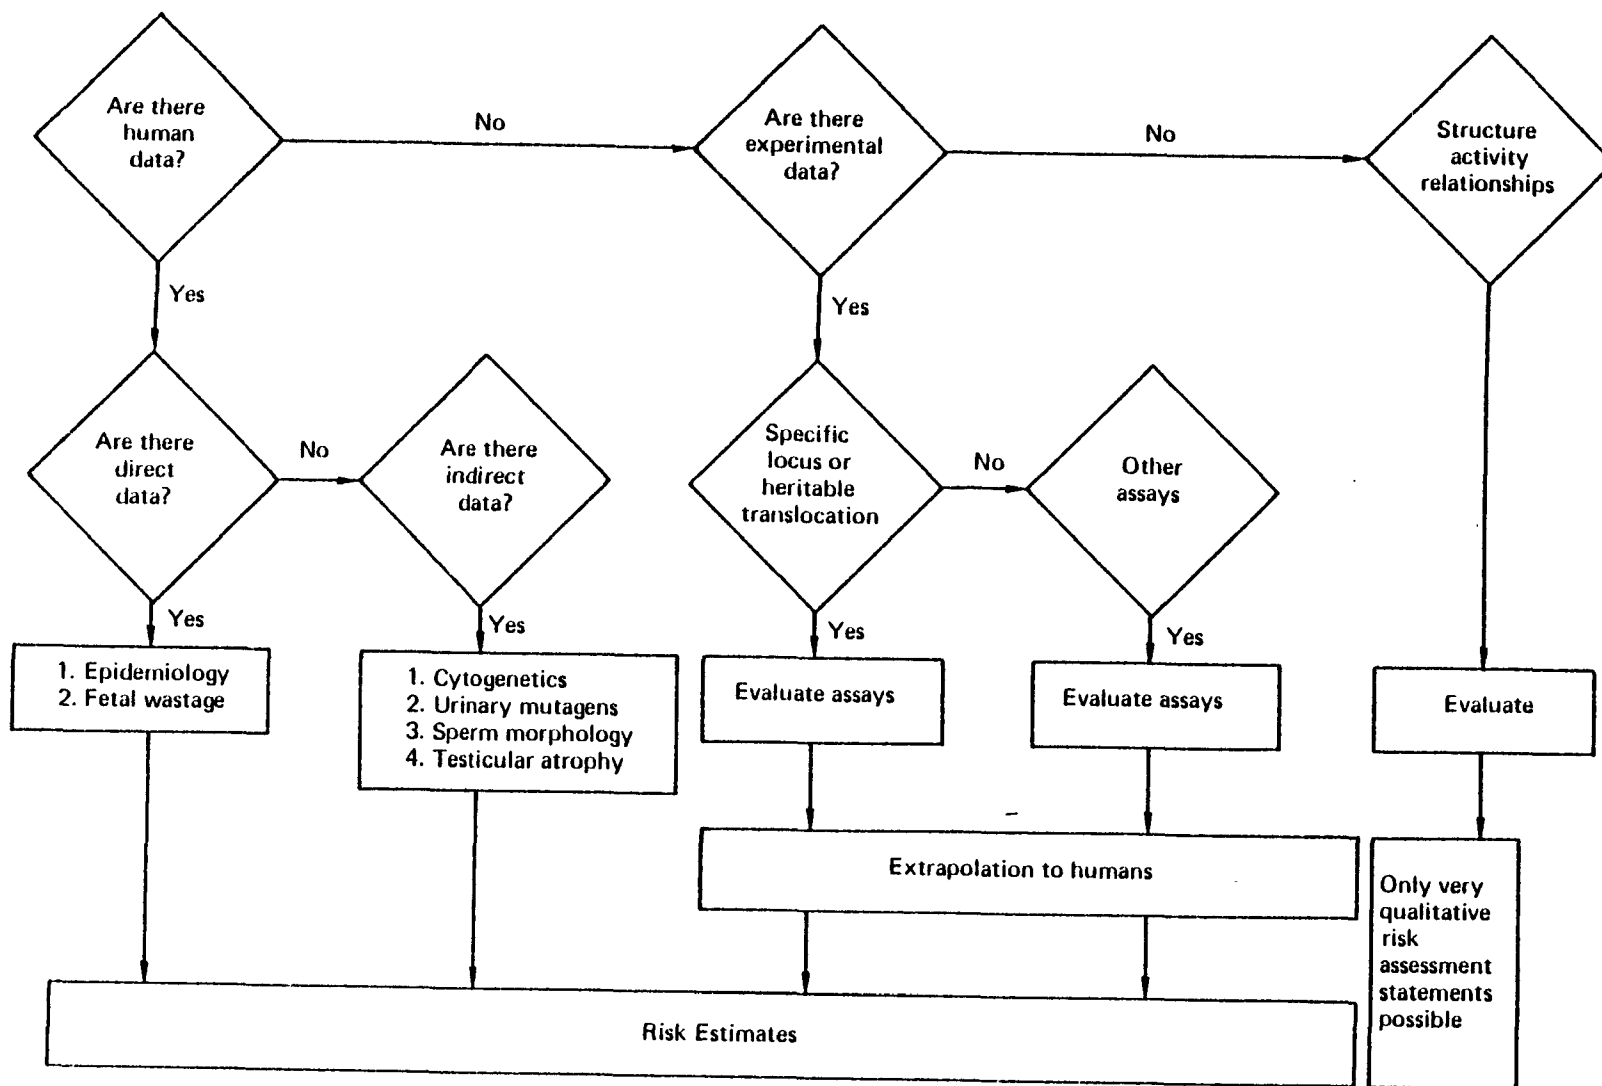 Are there
human
data?
No
Are there
experimental
data?
No
Structure
activity
relationships
Yes
Yes
Are there
direct
data?
No
Are there
indirect
data?
Specific
locus or
heritable
translocation
No
Other
assays
Yes
Yes
Yes
Yes
1. Epidemiology
2. Fetal wastage
1. Cytogenetics
2. Urinary mutagens
3. Sperm morphology
4. Testicular atrophy
Evaluate assays
Evaluate assays
Evaluate
Extrapolation to humans
Only very
qualitative
risk
assessment
statements
possible
Risk Estimates